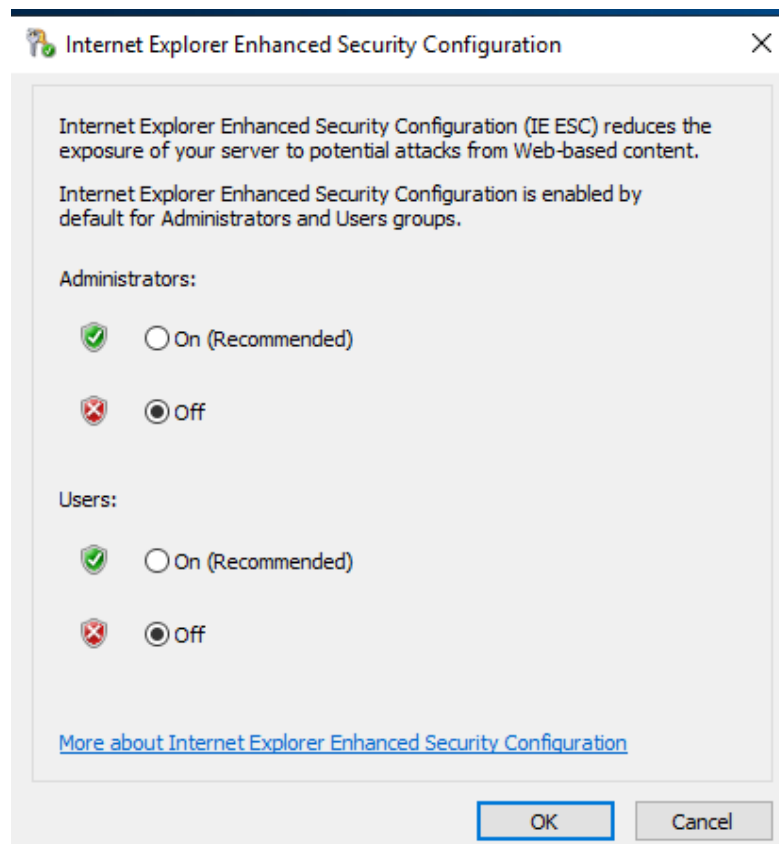 Internet Explorer Enhanced Security Configuration
Internet Explorer Enhanced Security Configuration (IE ESC) reduces the
exposure of your server to potential attacks from Web-based content.
Internet Explorer Enhanced Security Configuration is enabled by
default for Administrators and Users groups.
Administrators:
On (Recommended)
Off
Users:
On (Recommended)
Off
More about Internet Explorer Enhanced Security Configuration
OK Cancel